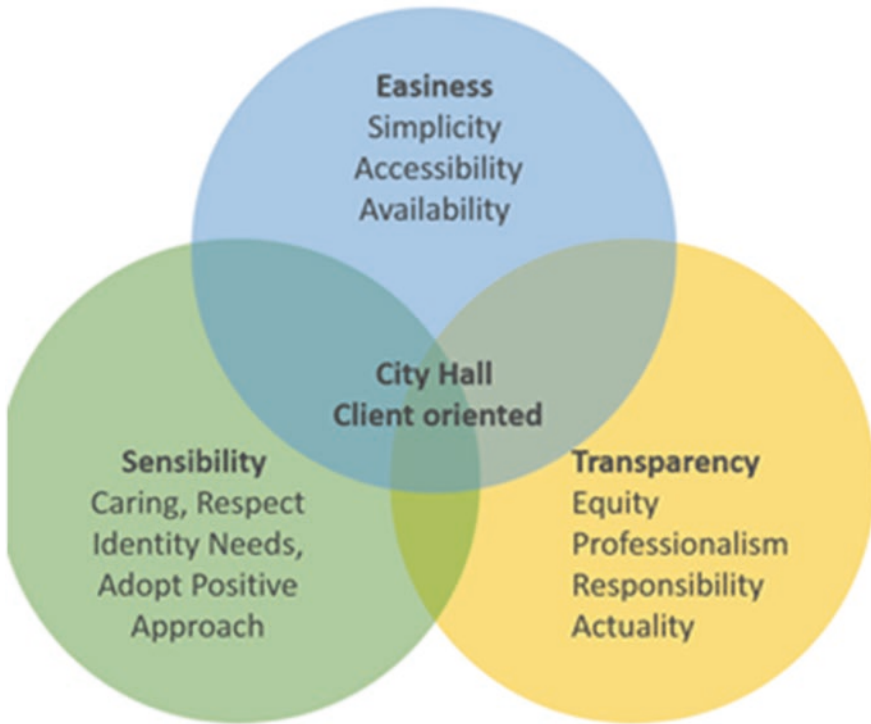 Easiness
Simplicity
Accessibility
Availability
City Hall
Client oriented
Sensibility
Caring, Respect
Identity Needs,
Adopt Positive
Approach
Transparency
Equity
Professionalism
Responsibility
Actuality